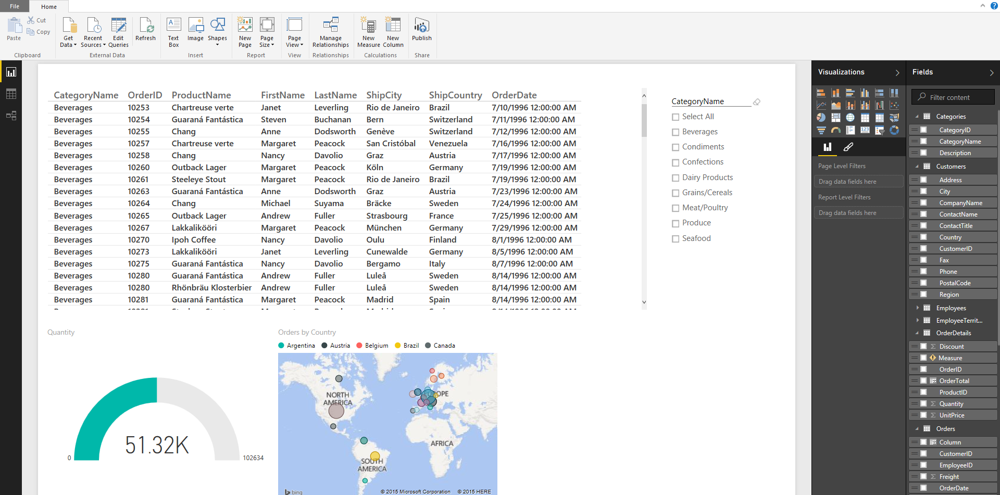 File Home
Paste
Cut
Copy
Get Data
Recent Sources
Edit Queries
Refresh
Text Box
Image
Shapes
New Page
Page Size
Page View
Manage Relationships
New Measure
New Column
Publish
Clipboard External Data Insert Report View Relationships Calculations Share
CategoryName OrderID ProductName FirstName LastName ShipCity ShipCountry OrderDate
Beverages 10253 Chartreuse verte Janet Leverling Rio de Janeiro Brazil 7/10/1996 12:00:00 AM
Beverages 10254 Guaraná Fantástica Steven Buchanan Bern Switzerland 7/11/1996 12:00:00 AM
Beverages 10255 Chang Anne Dodsworth Genève Switzerland 7/12/1996 12:00:00 AM
Beverages 10257 Chartreuse verte Margaret Peacock San Cristóbal Venezuela 7/16/1996 12:00:00 AM
Beverages 10258 Chang Nancy Davolio Graz Austria 7/17/1996 12:00:00 AM
Beverages 10260 Outback Lager Margaret Peacock Köln Germany 7/19/1996 12:00:00 AM
Beverages 10261 Steeleye Stout Margaret Peacock Rio de Janeiro Brazil 7/19/1996 12:00:00 AM
Beverages 10263 Guaraná Fantástica Anne Dodsworth Graz Austria 7/23/1996 12:00:00 AM
Beverages 10264 Chang Michael Suyama Bräcke Sweden 7/24/1996 12:00:00 AM
Beverages 10265 Outback Lager Andrew Fuller Strasbourg France 7/25/1996 12:00:00 AM
Beverages 10267 Lakkalikööri Margaret Peacock München Germany 7/29/1996 12:00:00 AM
Beverages 10270 Ipoh Coffee Nancy Davolio Oulu Finland 8/1/1996 12:00:00 AM
Beverages 10273 Lakkalikööri Janet Leverling Cunewalde Germany 8/5/1996 12:00:00 AM
Beverages 10275 Guaraná Fantástica Nancy Davolio Bergamo Italy 8/7/1996 12:00:00 AM
Beverages 10280 Guaraná Fantástica Andrew Fuller Luleå Sweden 8/14/1996 12:00:00 AM
Beverages 10280 Rhönbräu Klosterbier Andrew Fuller Luleå Sweden 8/14/1996 12:00:00 AM
Beverages 10281 Guaraná Fantástica Margaret Peacock Madrid Spain 8/14/1996 12:00:00 AM
CategoryName
Select All
Beverages
Condiments
Confections
Dairy Products
Grains/Cereals
Meat/Poultry
Produce
Seafood
Quantity
51.32K
0 102634
Orders by Country
Argentina Austria Belgium Brazil Canada
NORTH AMERICA
EUROPE
AFRICA
SOUTH AMERICA
bing © 2015 Microsoft Corporation © 2015 HERE
Visualizations
123
Page Level Filters
Drag data fields here
Report Level Filters
Drag data fields here
Fields
Filter content
Categories
CategoryID
CategoryName
Description
Customers
Address
City
CompanyName
ContactName
ContactTitle
Country
CustomerID
Fax
Phone
PostalCode
Region
Employees
EmployeeTerrit...
OrderDetails
Σ Discount
Measure
OrderID
OrderTotal
ProductID
Σ Quantity
Σ UnitPrice
Orders
Column
CustomerID
EmployeeID
Σ Freight
OrderDate